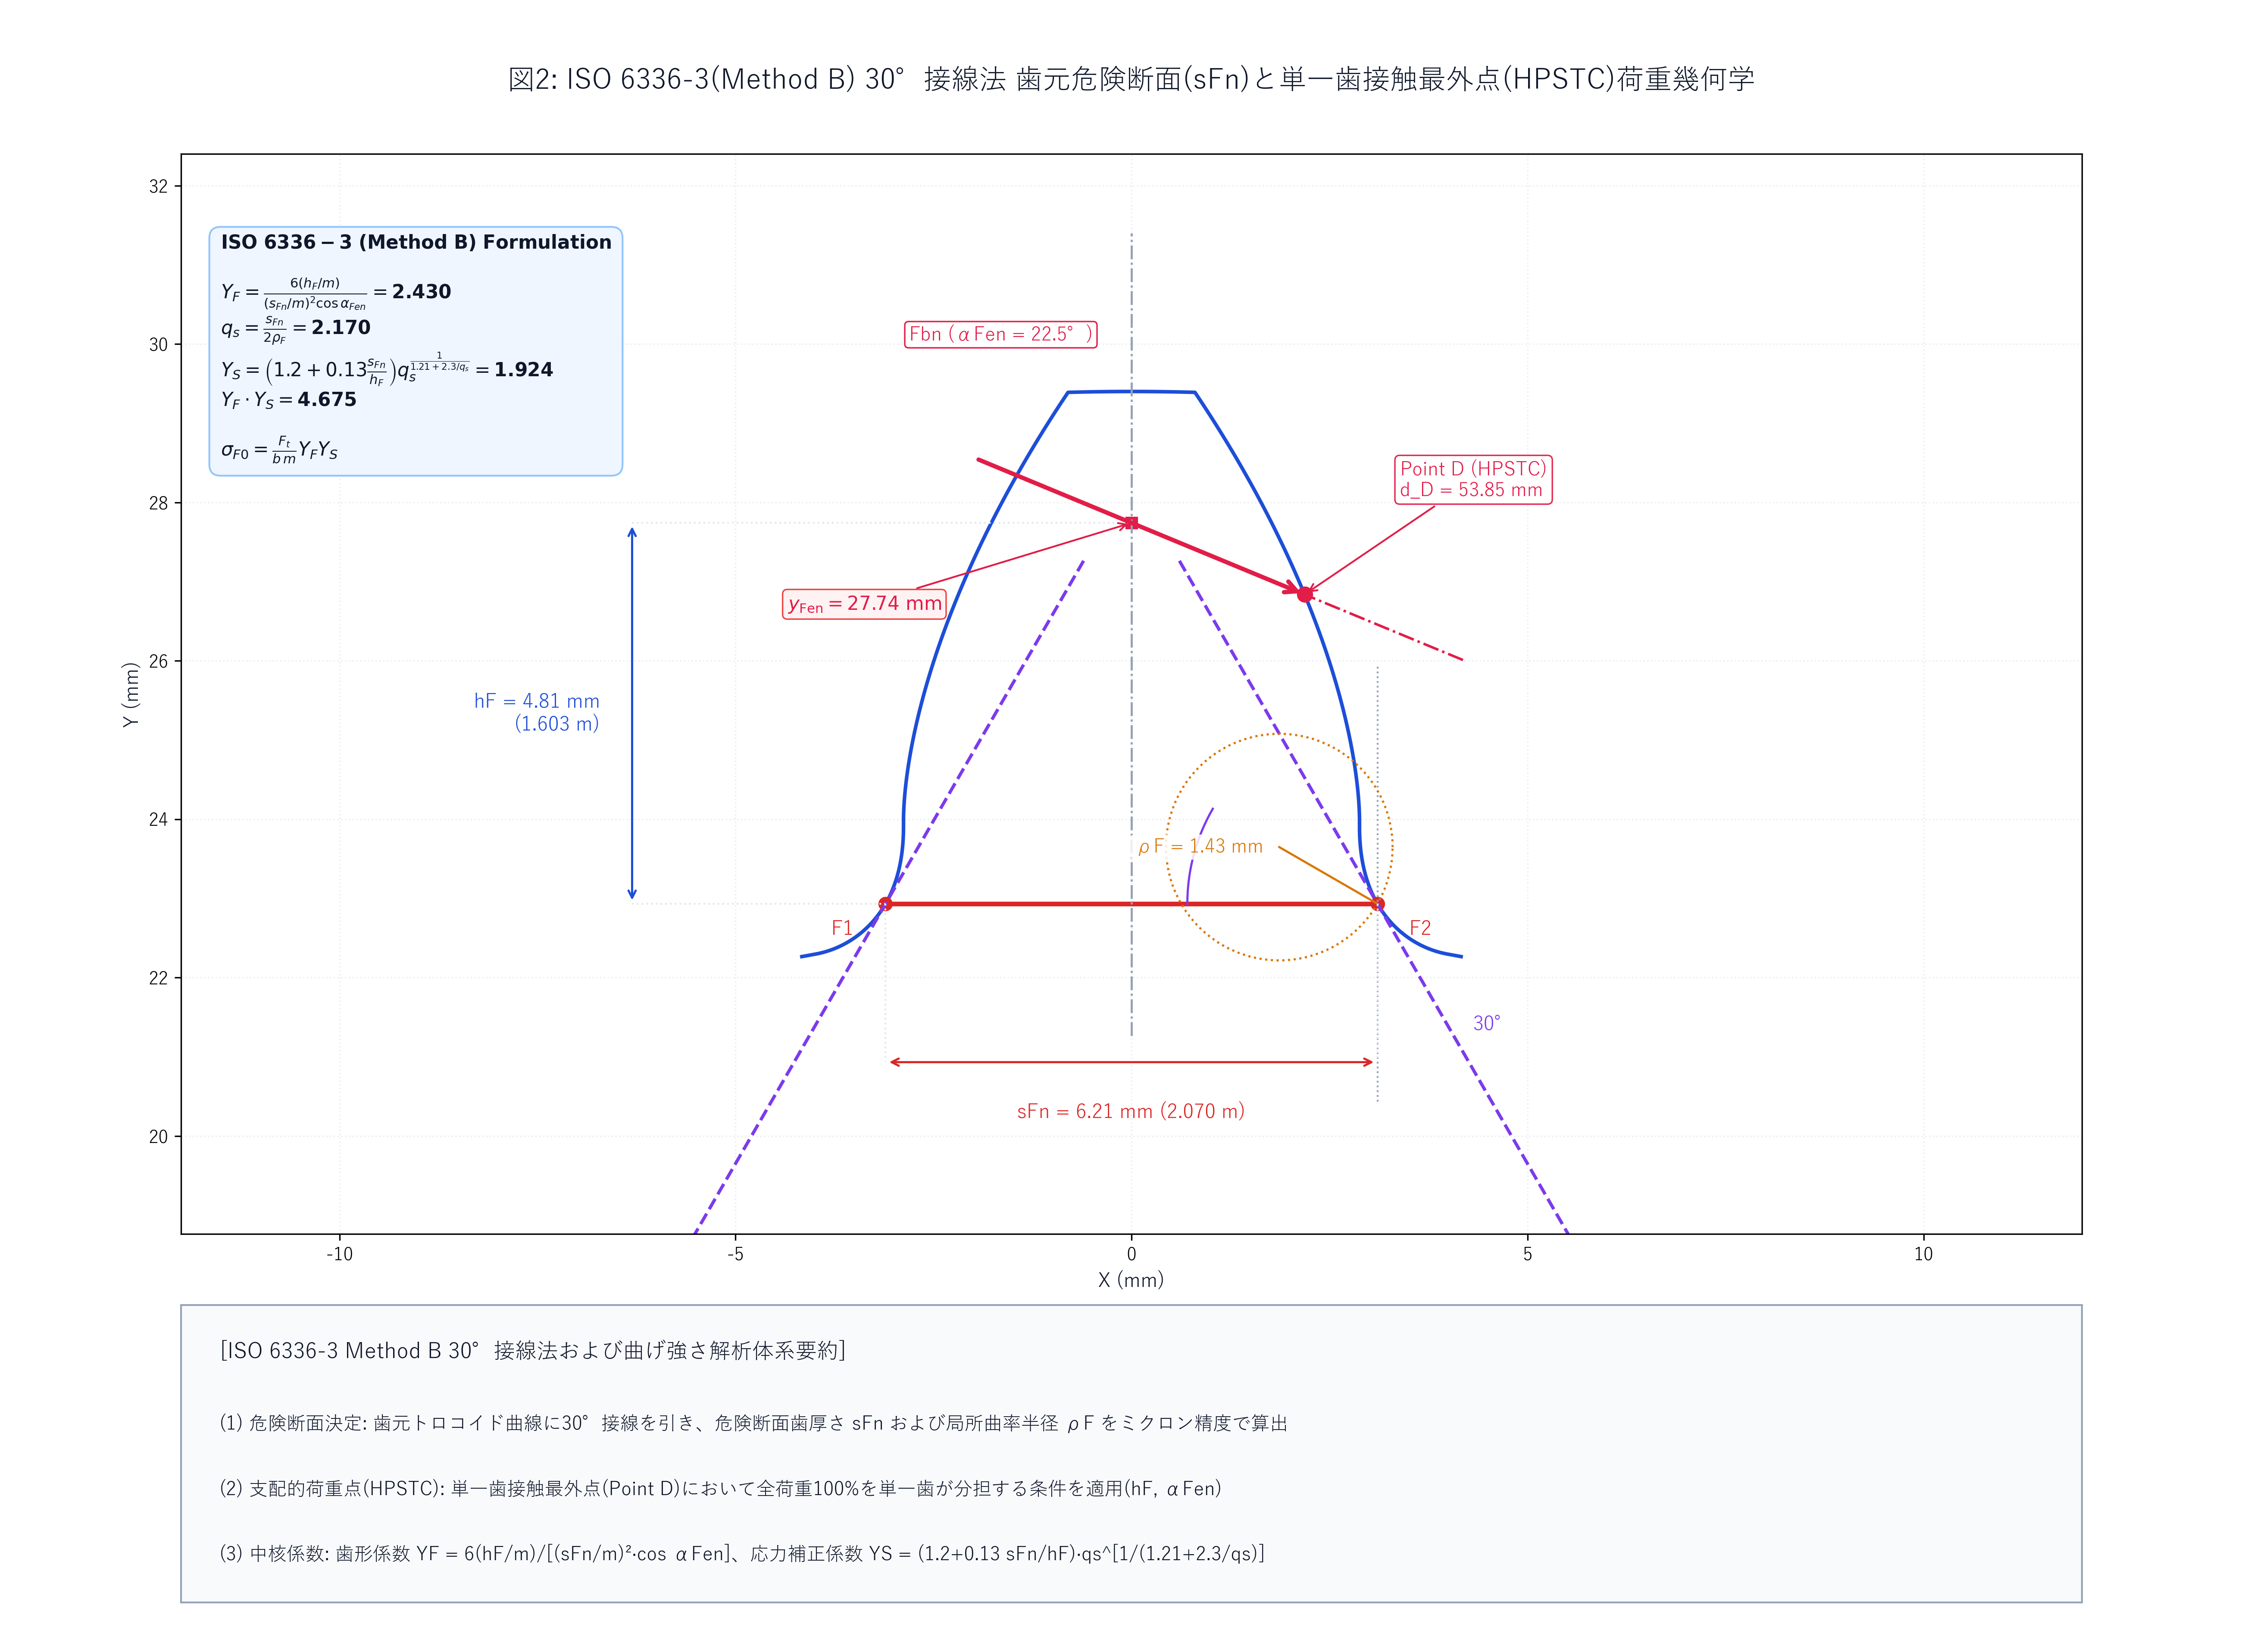 図2: ISO 6336-3(Method B) 30° 接線法 歯元危険断面(sFn)と単一歯接触最外点(HPSTC)荷重幾何学
32
30
28
26
24
22
20
Y (mm)
ISO 6336 − 3 (Method B) Formulation
Y_F = 6(h_F/m) / (s_Fn/m)²cos α_Fen = 2.430
q_s = s_Fn / 2ρ_F = 2.170
Y_S = (1.2 + 0.13 s_Fn/h_F) q_s^(1/(1.21 + 2.3/q_s)) = 1.924
Y_F · Y_S = 4.675
σ_F0 = F_t / b m Y_F Y_S
Fbn (αFen = 22.5° )
Point D (HPSTC)
d_D = 53.85 mm
y_Fen = 27.74 mm
hF = 4.81 mm
(1.603 m)
ρF = 1.43 mm
F1
F2
30°
sFn = 6.21 mm (2.070 m)
-10
-5
0
5
10
X (mm)
[ISO 6336-3 Method B 30° 接線法および曲げ強さ解析体系要約]
(1) 危険断面決定: 歯元トロコイド曲線に30° 接線を引き、危険断面歯厚さ sFn および局所曲率半径 ρF をミクロン精度で算出
(2) 支配的荷重点(HPSTC): 単一歯接触最外点(Point D)において全荷重100%を単一歯が分担する条件を適用(hF, αFen)
(3) 中核係数: 歯形係数 YF = 6(hF/m)/[(sFn/m)²·cos αFen]、応力補正係数 YS = (1.2+0.13 sFn/hF)·qs^[1/(1.21+2.3/qs)]